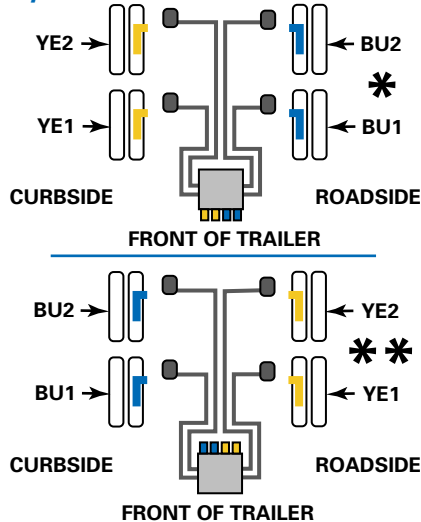 YE2 BU2
*
YE1 BU1
CURBSIDE ROADSIDE
FRONT OF TRAILER
BU2 YE2
**
BU1 YE1
CURBSIDE ROADSIDE
FRONT OF TRAILER